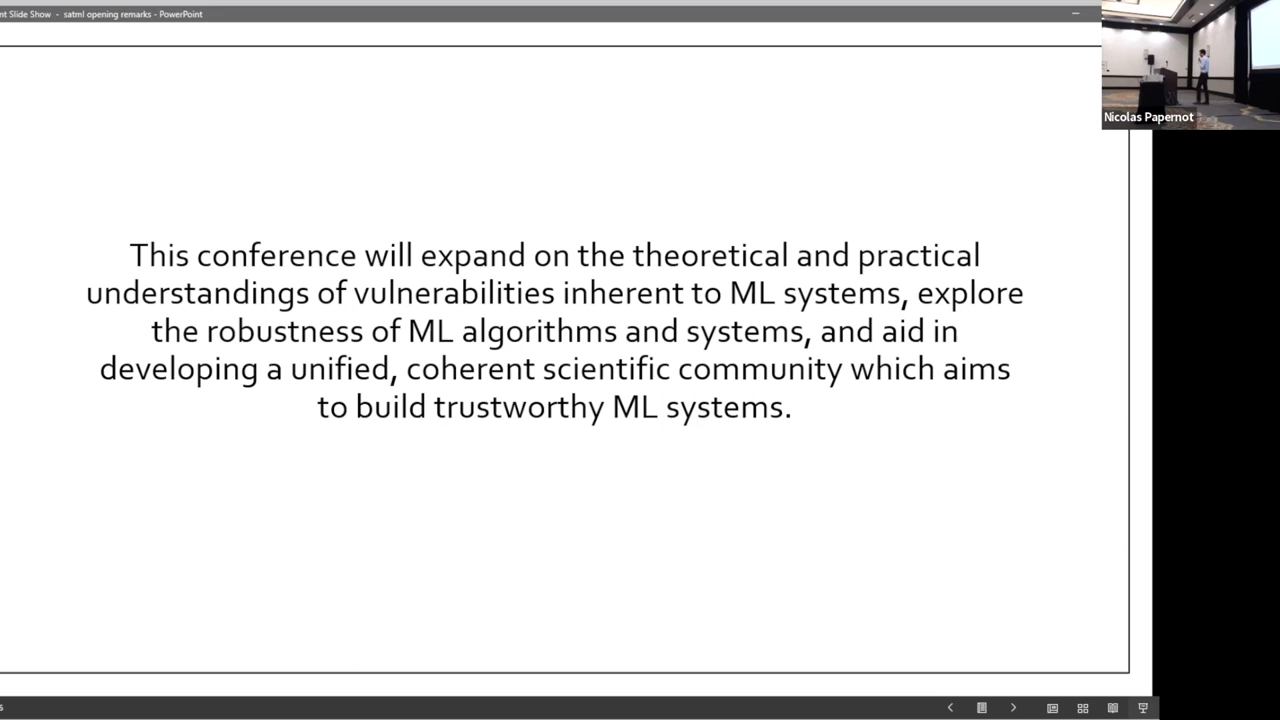 nt Slide Show - satml opening remarks - PowerPoint
Nicolas Papernot
This conference will expand on the theoretical and practical
understandings of vulnerabilities inherent to ML systems, explore
the robustness of ML algorithms and systems, and aid in
developing a unified, coherent scientific community which aims
to build trustworthy ML systems.